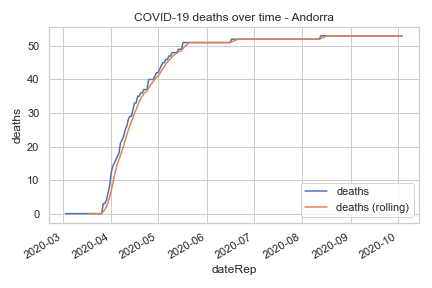 COVID-19 deaths over time - Andorra
deaths
50
40
30
20
10
0
deaths
deaths (rolling)
2020-03
2020-04
2020-05
2020-06
2020-07
2020-08
2020-09
2020-10
dateRep